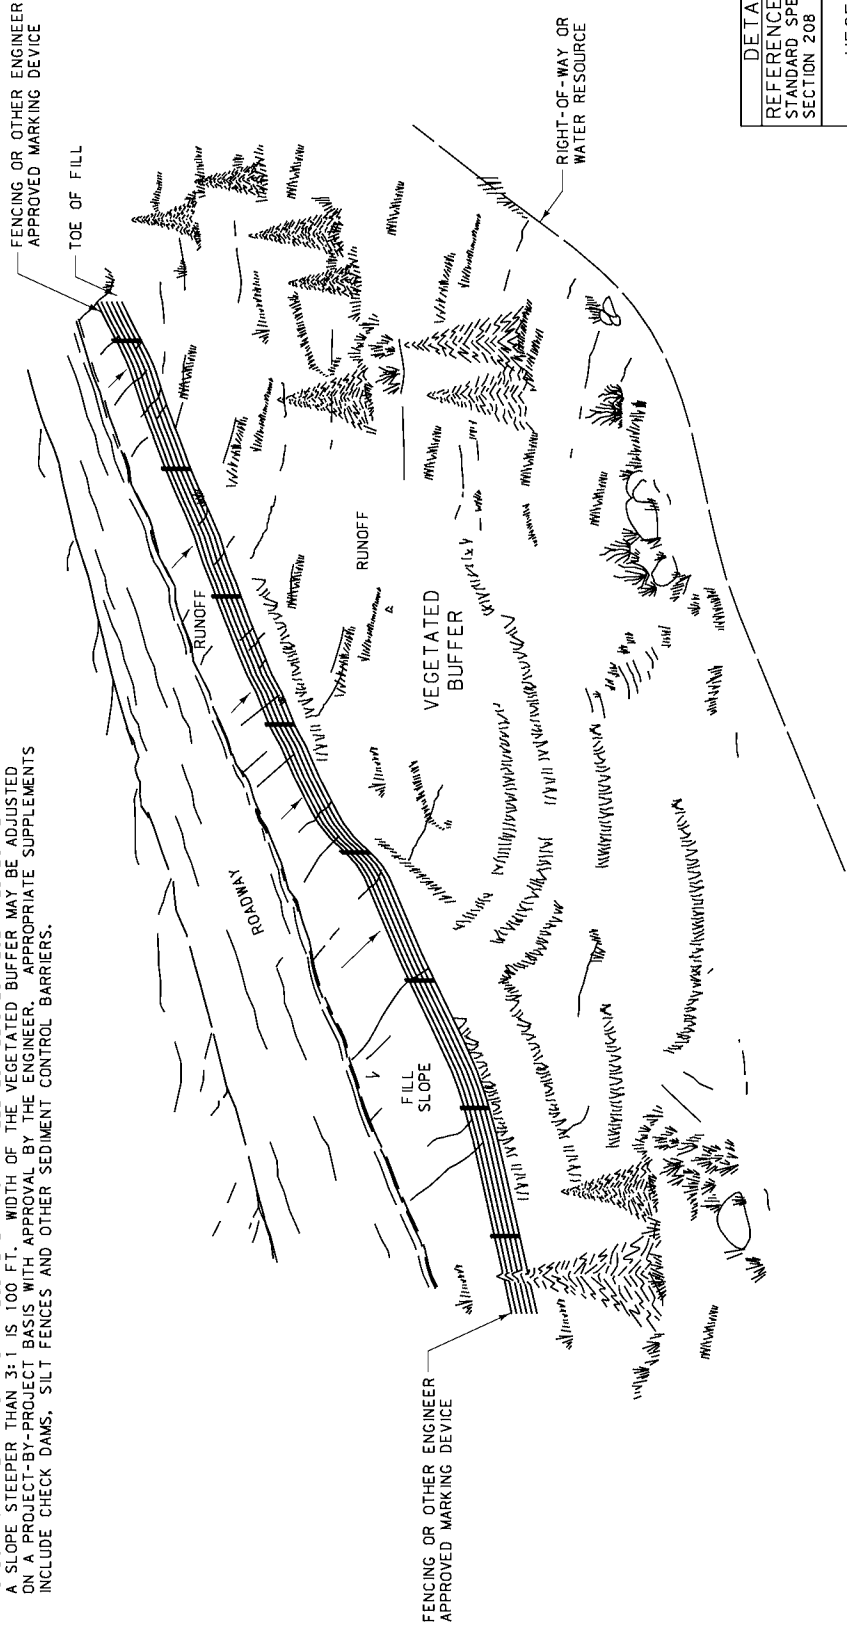 A SLOPE STEEPER THAN 3:1 IS 100 FT. WIDTH OF THE VEGETATED BUFFER MAY BE ADJUSTED
ON A PROJECT-BY-PROJECT BASIS WITH APPROVAL BY THE ENGINEER. APPROPRIATE SUPPLEMENTS
INCLUDE CHECK DAMS, SILT FENCES AND OTHER SEDIMENT CONTROL BARRIERS.
FENCING OR OTHER ENGINEER
APPROVED MARKING DEVICE
TOE OF FILL
ROADWAY
RUNOFF
FILL
SLOPE
RUNOFF
VEGETATED
BUFFER
FENCING OR OTHER ENGINEER
APPROVED MARKING DEVICE
RIGHT-OF-WAY OR
WATER RESOURCE
DETA
REFERENCE
STANDARD SPE
SECTION 208